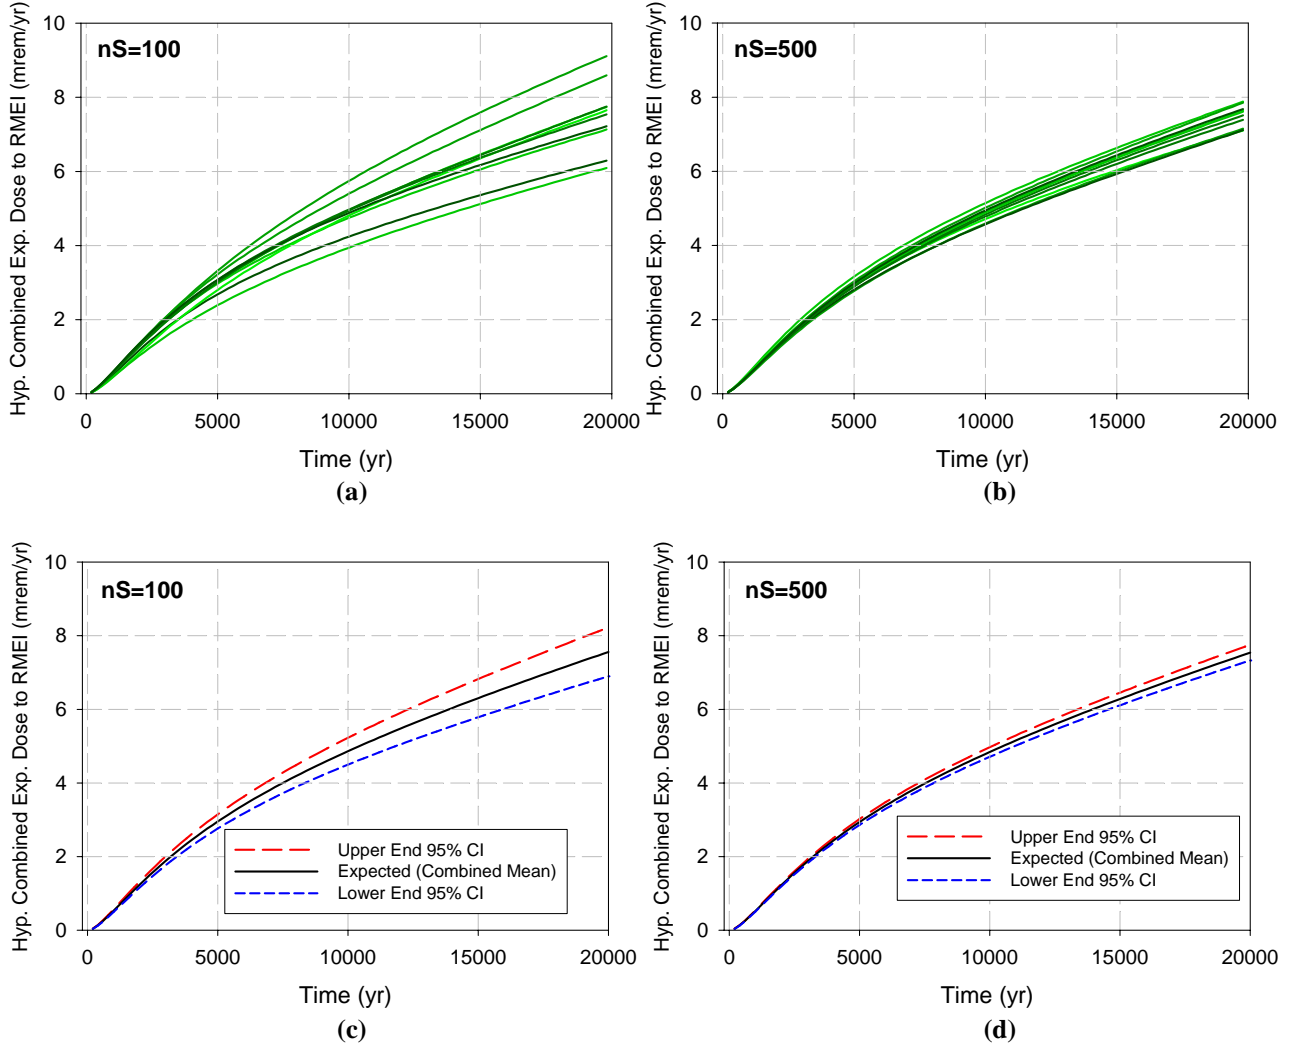 Hyp. Combined Exp. Dose to RMEI (mrem/yr)
10
8
6
4
2
0
nS=100
0 5000 10000 15000 20000
Time (yr)
(a)
Hyp. Combined Exp. Dose to RMEI (mrem/yr)
10
8
6
4
2
0
nS=500
0 5000 10000 15000 20000
Time (yr)
(b)
Hyp. Combined Exp. Dose to RMEI (mrem/yr)
10
8
6
4
2
0
nS=100
Upper End 95% CI
Expected (Combined Mean)
Lower End 95% CI
0 5000 10000 15000 20000
Time (yr)
(c)
Hyp. Combined Exp. Dose to RMEI (mrem/yr)
10
8
6
4
2
0
nS=500
Upper End 95% CI
Expected (Combined Mean)
Lower End 95% CI
0 5000 10000 15000 20000
Time (yr)
(d)